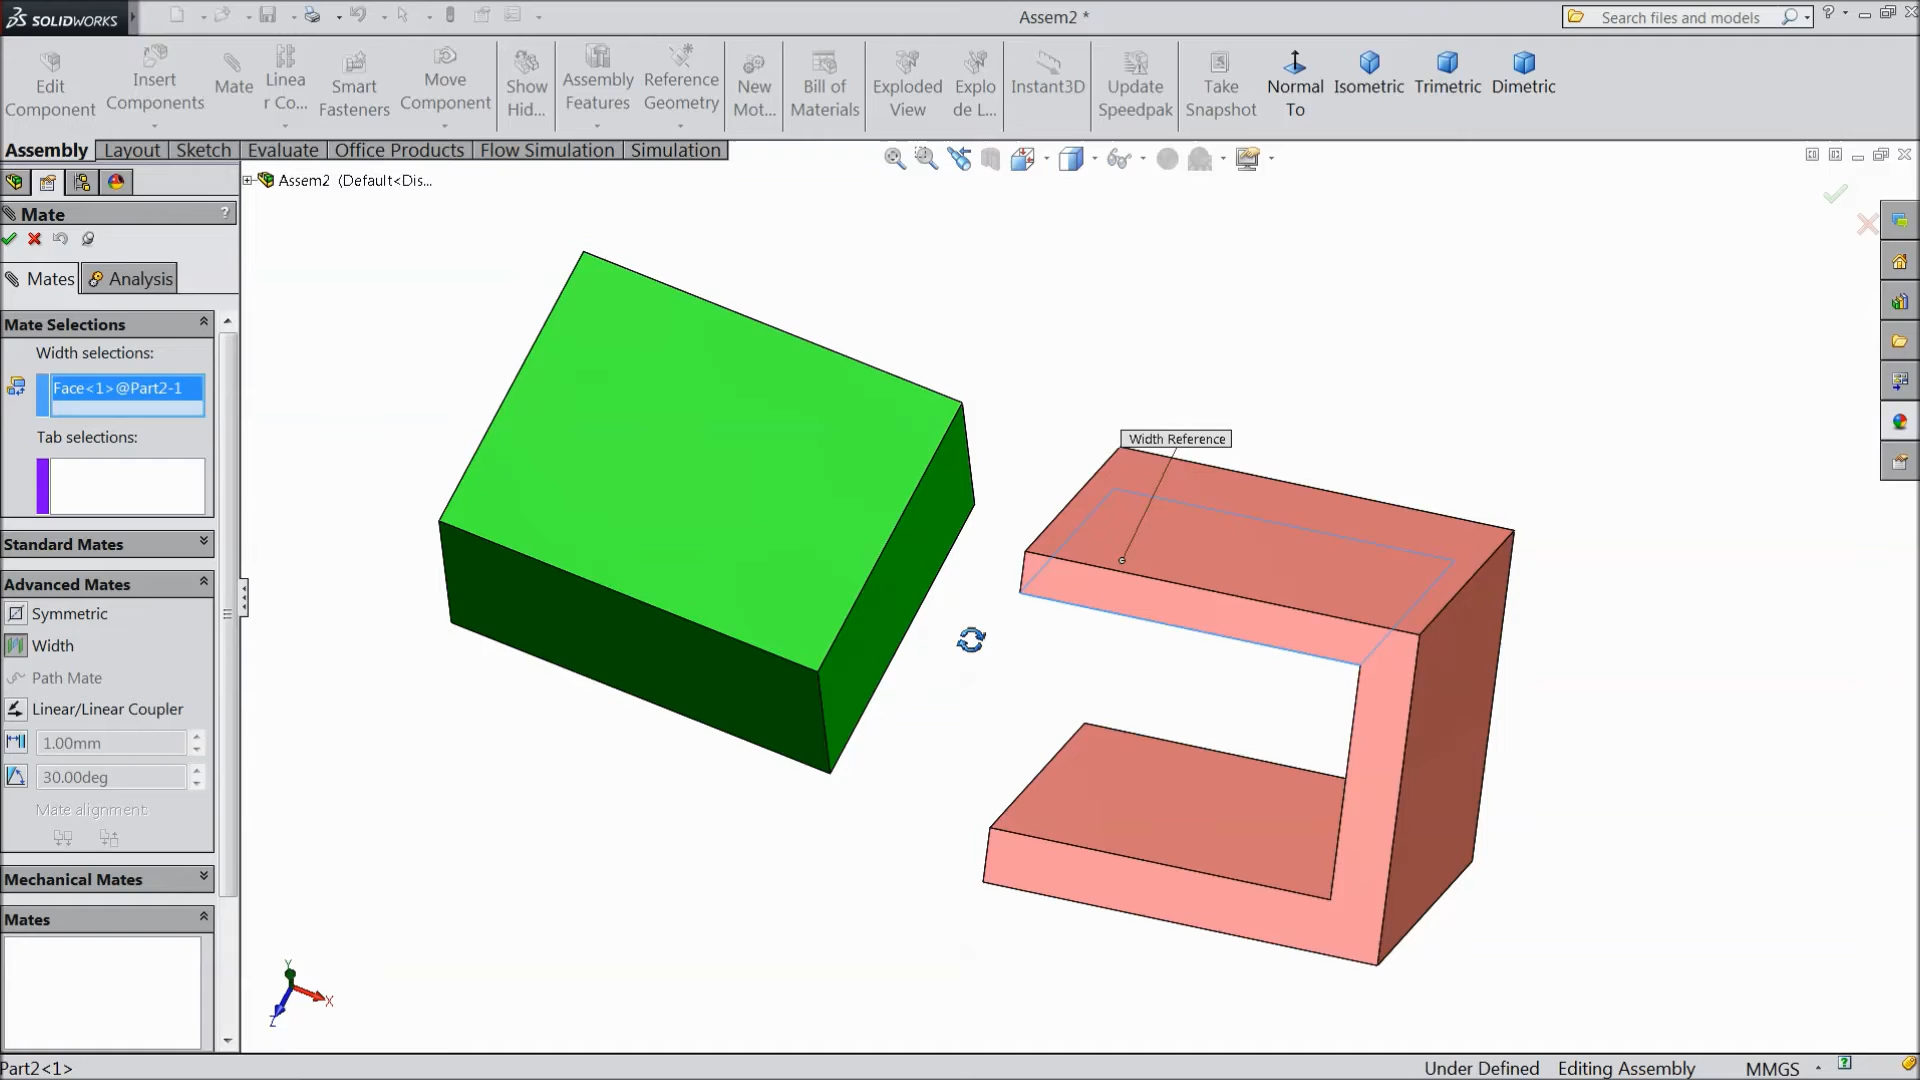 SOLIDWORKS
Assem2 *
Search files and models
?
Edit Component
Insert Components
Mate
Linea r Co...
Smart Fasteners
Move Component
Show Hid...
Assembly Features
Reference Geometry
New Mot...
Bill of Materials
Exploded View
Explo de L...
Instant3D
Update Speedpak
Take Snapshot
Normal To
Isometric
Trimetric
Dimetric
Assembly
Layout
Sketch
Evaluate
Office Products
Flow Simulation
Simulation
Assem2 (Default<Dis...
Mate
?
Mates
Analysis
Mate Selections
Width selections:
Face<1>@Part2-1
Tab selections:
Standard Mates
Advanced Mates
Symmetric
Width
Path Mate
Linear/Linear Coupler
1.00mm
30.00deg
Mate alignment:
Mechanical Mates
Mates
Width Reference
Y
X
Z
Part2<1>
Under Defined
Editing Assembly
MMGS
?